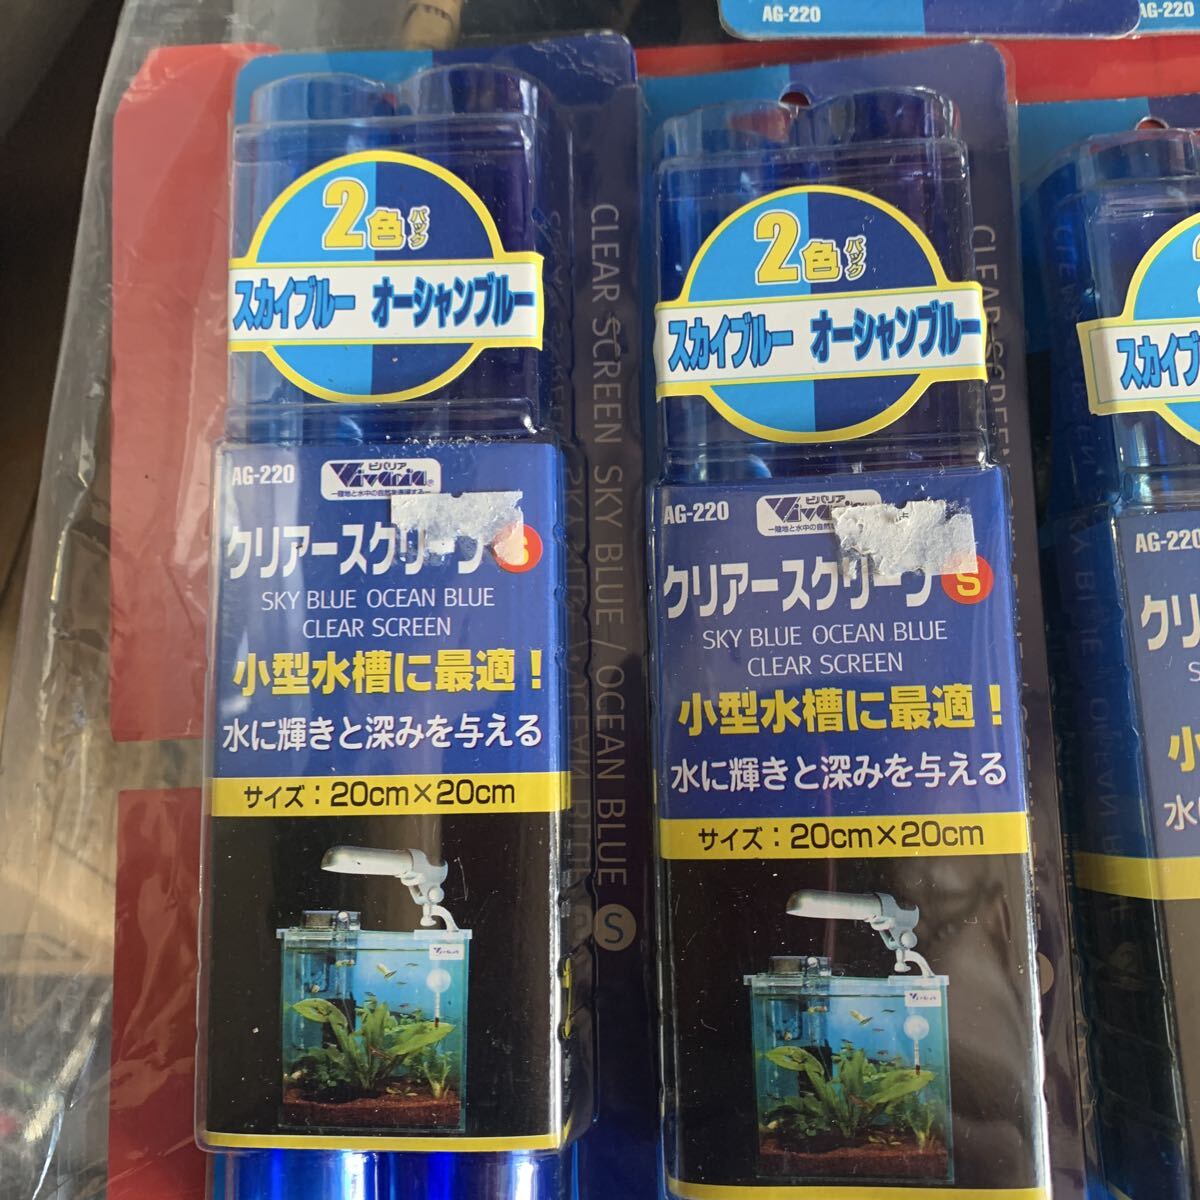 AG-220
AG-220
2色パック
スカイブルー オーシャンブルー
CLEAR SCREEN SKY BLUE / OCEAN BLUE S
AG-220
ビバリア
Vivaria
クリアースクリーン S
SKY BLUE OCEAN BLUE
CLEAR SCREEN
小型水槽に最適！
水に輝きと深みを与える
サイズ：20cm×20cm
2色パック
スカイブルー オーシャンブルー
CLEAR SCREEN
AG-220
ビバリア
クリアースクリーン S
SKY BLUE OCEAN BLUE
CLEAR SCREEN
小型水槽に最適！
水に輝きと深みを与える
サイズ：20cm×20cm
スカイブル
AG-220
クリ
S
小
水